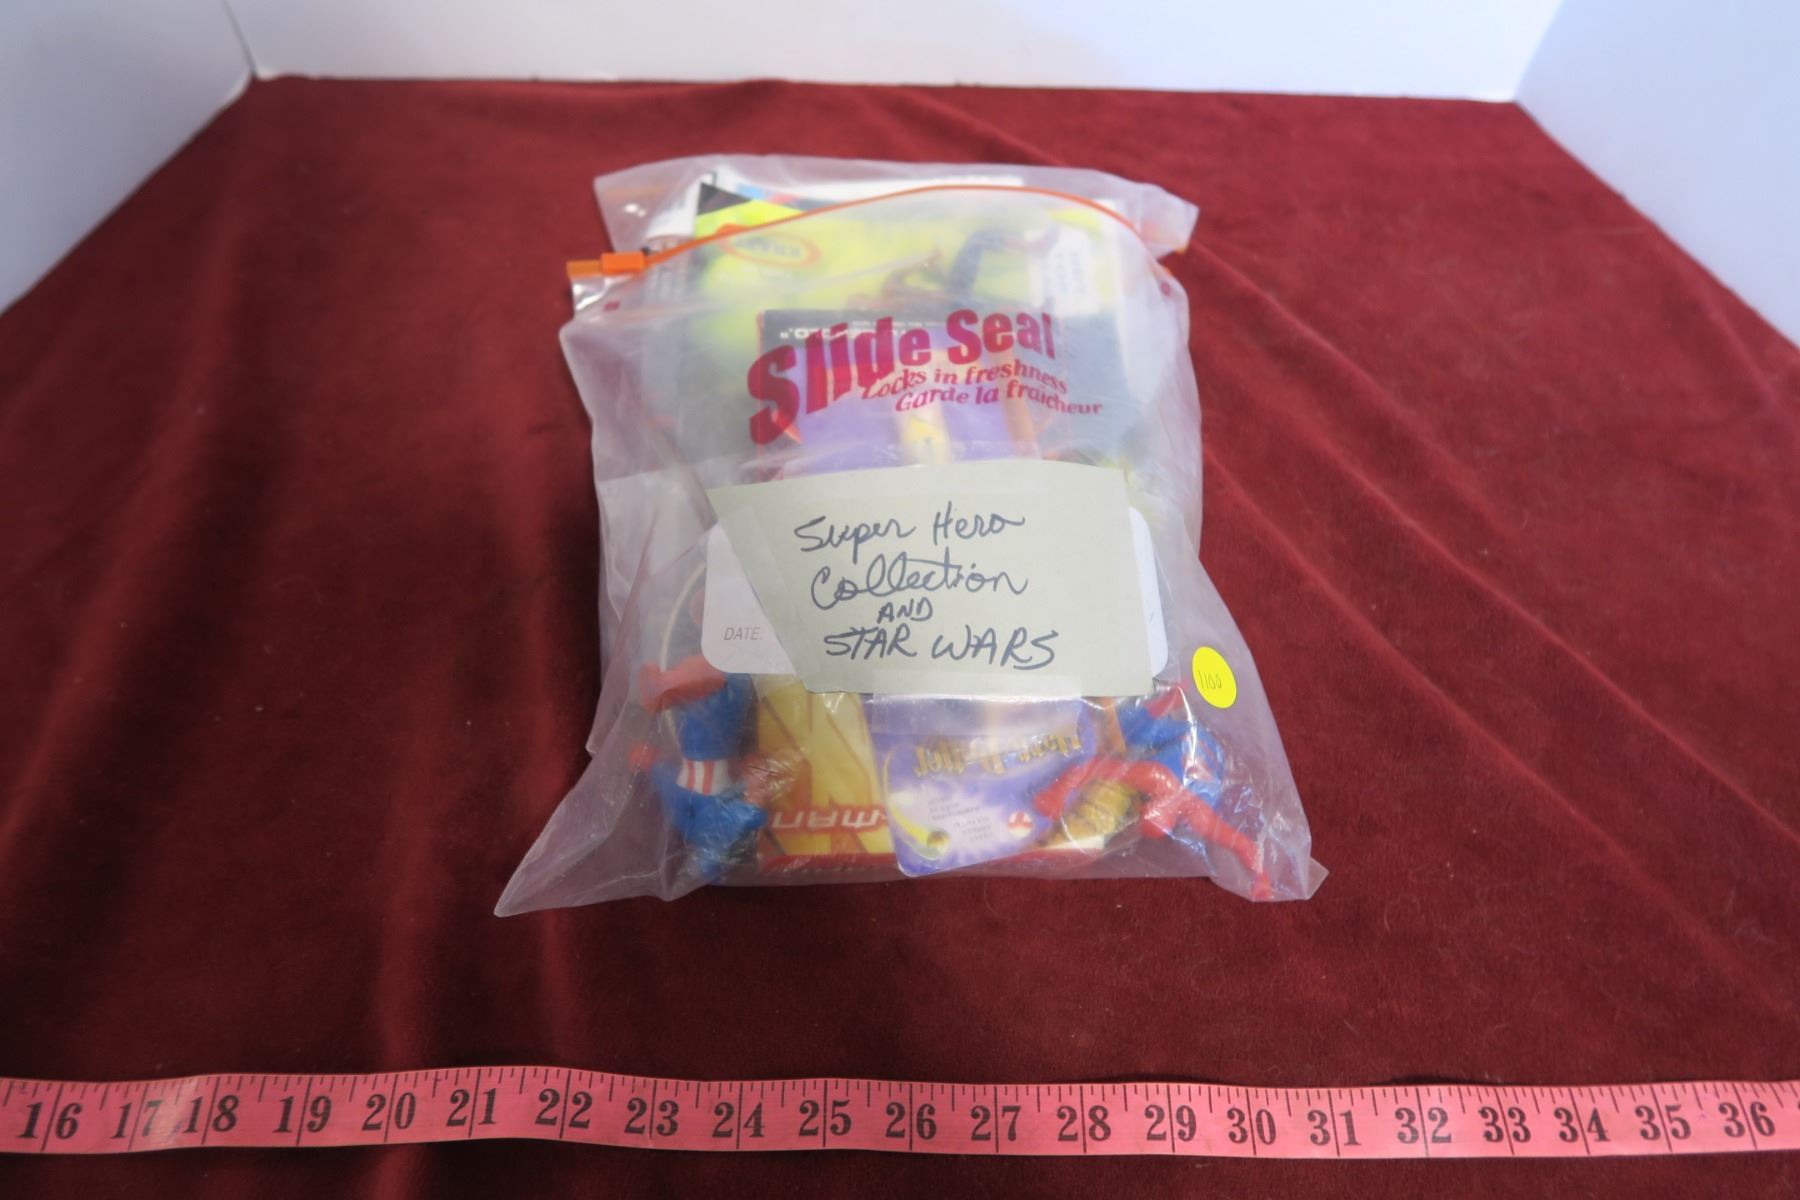 Slide Seal
Locks in freshness
Garde la fraîcheur
Super Hero
Collection
AND
STAR WARS
DATE:
1100
16 17 18 19 20 21 22 23 24 25 26 27 28 29 30 31 32 33 34 35 36